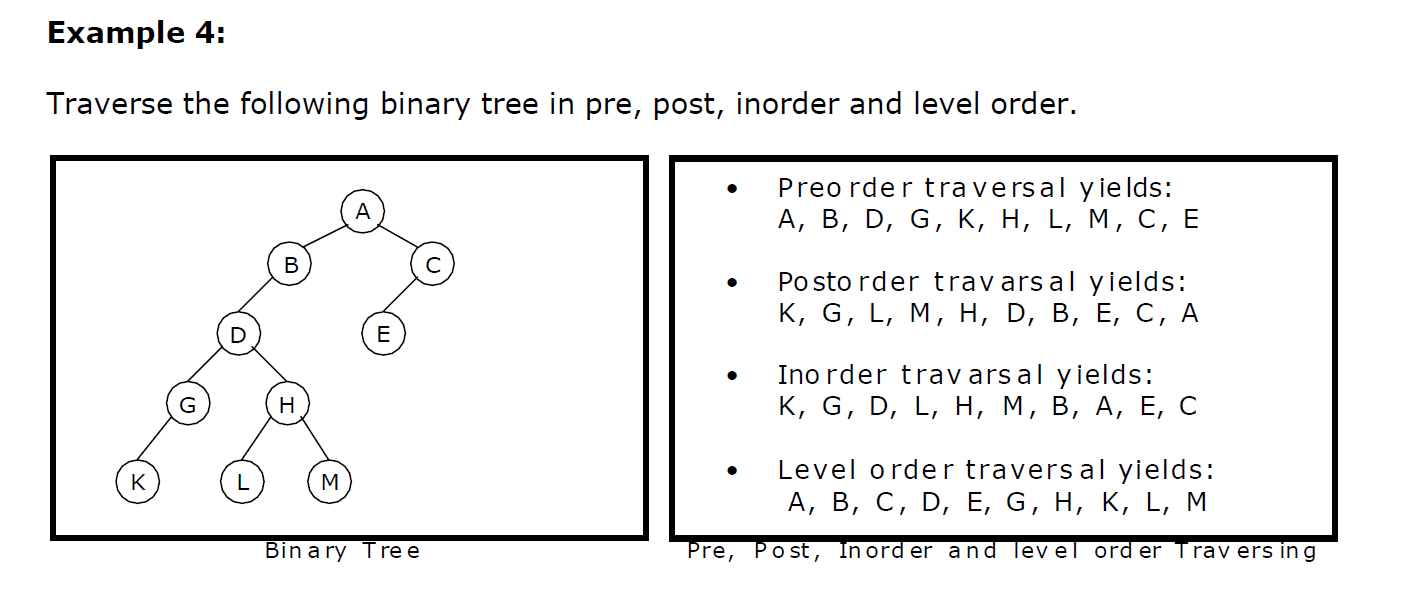 Example 4:
Traverse the following binary tree in pre, post, inorder and level order.
A
B
C
D
E
G
H
K
L
M
Binary Tree
• Preorder traversal yields:
A, B, D, G, K, H, L, M, C, E
• Postorder travarsal yields:
K, G, L, M, H, D, B, E, C, A
• Inorder travarsal yields:
K, G, D, L, H, M, B, A, E, C
• Level order traversal yields:
A, B, C, D, E, G, H, K, L, M
Pre, Post, Inorder and level order Traversing